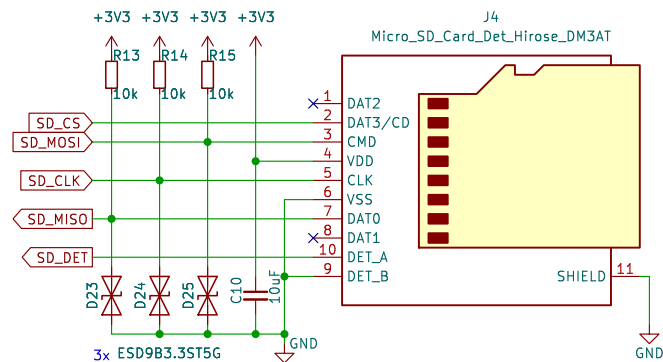 +3V3 +3V3 +3V3 +3V3
J4
Micro_SD_Card_Det_Hirose_DM3AT
R13 R14 R15
10k 10k 10k
1 DAT2
SD_CS 2 DAT3/CD
SD_MOSI 3 CMD
4 VDD
SD_CLK 5 CLK
6 VSS
SD_MISO 7 DAT0
8 DAT1
SD_DET 10 DET_A
9 DET_B
SHIELD 11
D23 D24 D25 C10 10uF
GND
GND
3x ESD9B3.3ST5G